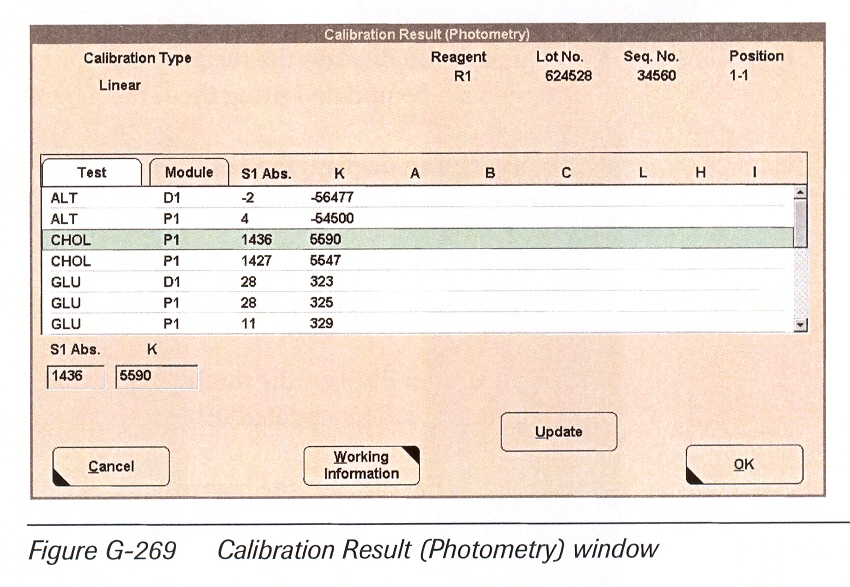 Calibration Result (Photometry)
Calibration Type Reagent Lot No. Seq. No. Position
Linear R1 624528 34560 1-1
Test Module S1 Abs. K A B C L H I
ALT D1 -2 -56477
ALT P1 4 -54500
CHOL P1 1436 5590
CHOL P1 1427 5547
GLU D1 28 323
GLU P1 28 325
GLU P1 11 329
S1 Abs. K
1436 5590
Update
Cancel Working Information OK
Figure G-269 Calibration Result (Photometry) window